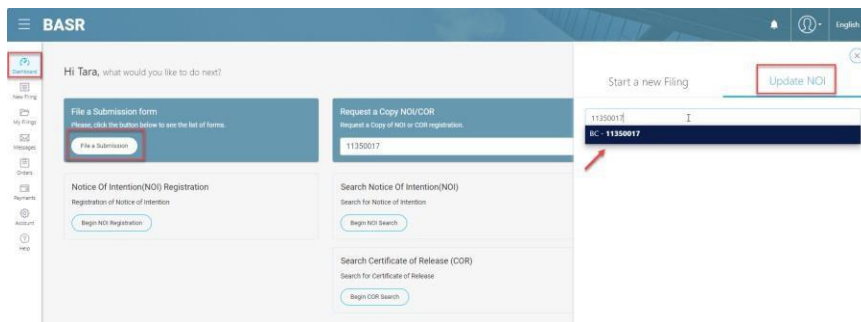 BASR
English
Dashboard
New Filing
My Filings
Messages
Orders
Payments
Account
Help
Hi Tara, what would you like to do next?
File a Submission form
Please, click the button below to see the list of forms.
File a Submission
Request a Copy NOI/COR
Request a Copy of NOI or COR registration.
11350017
Notice Of Intention(NOI) Registration
Registration of Notice of Intention
Begin NOI Registration
Search Notice Of Intention(NOI)
Search for Notice of Intention
Begin NOI Search
Search Certificate of Release (COR)
Search for Certificate of Release
Begin COR Search
Start a new Filing
Update NOI
11350017
BC - 11350017